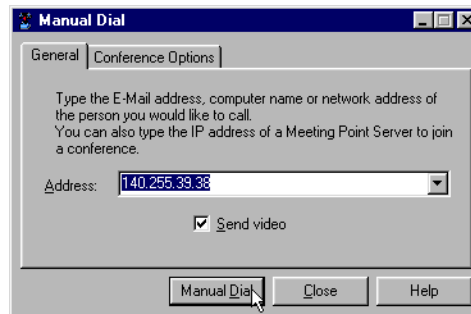 Manual Dial
General Conference Options
Type the E-Mail address, computer name or network address of
the person you would like to call.
You can also type the IP address of a Meeting Point Server to join
a conference.
Address: 140.255.39.38
Send video
Manual Dial Close Help